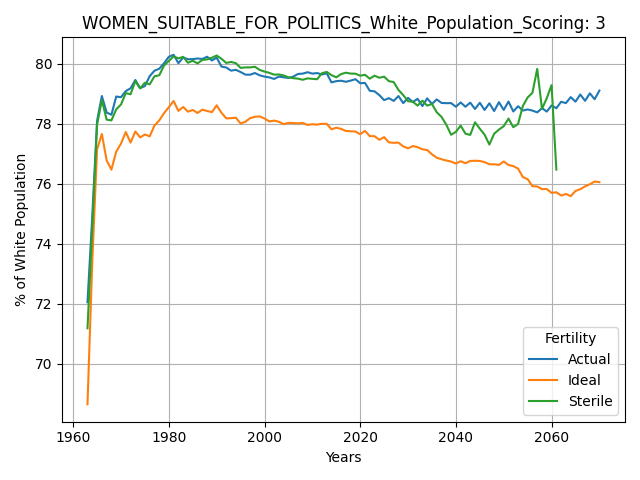 WOMEN_SUITABLE_FOR_POLITICS_White_Population_Scoring: 3
% of White Population
80
78
76
74
72
70
Fertility
Actual
Ideal
Sterile
1960 1980 2000 2020 2040 2060
Years